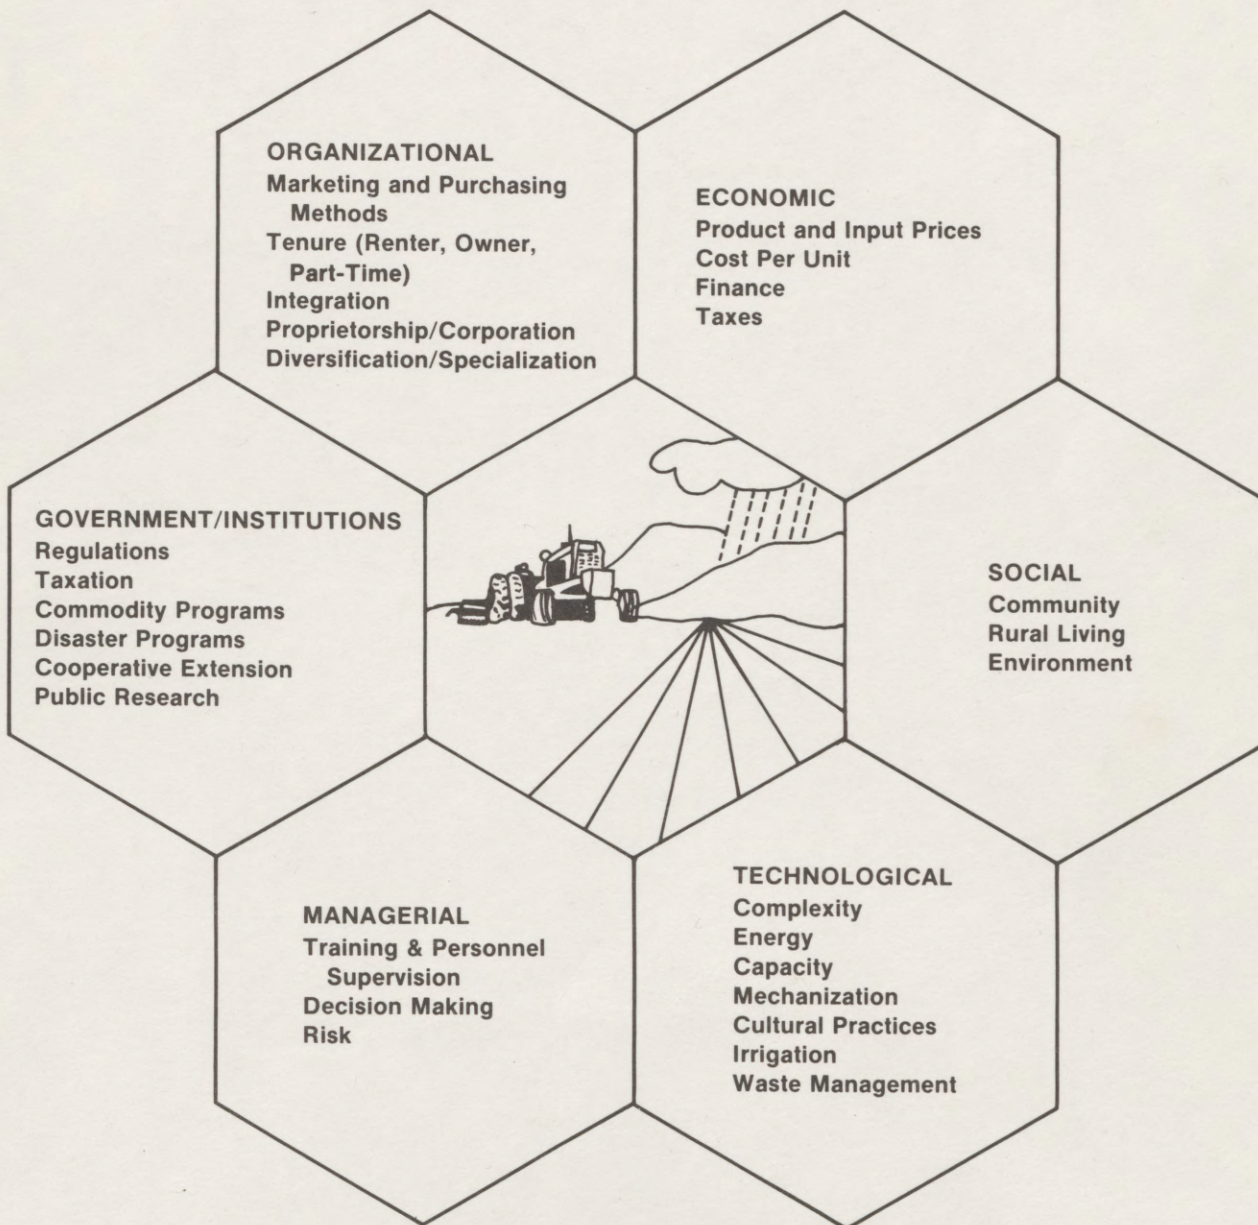 ORGANIZATIONAL
Marketing and Purchasing
Methods
Tenure (Renter, Owner,
Part-Time)
Integration
Proprietorship/Corporation
Diversification/Specialization
ECONOMIC
Product and Input Prices
Cost Per Unit
Finance
Taxes
GOVERNMENT/INSTITUTIONS
Regulations
Taxation
Commodity Programs
Disaster Programs
Cooperative Extension
Public Research
SOCIAL
Community
Rural Living
Environment
MANAGERIAL
Training & Personnel
Supervision
Decision Making
Risk
TECHNOLOGICAL
Complexity
Energy
Capacity
Mechanization
Cultural Practices
Irrigation
Waste Management